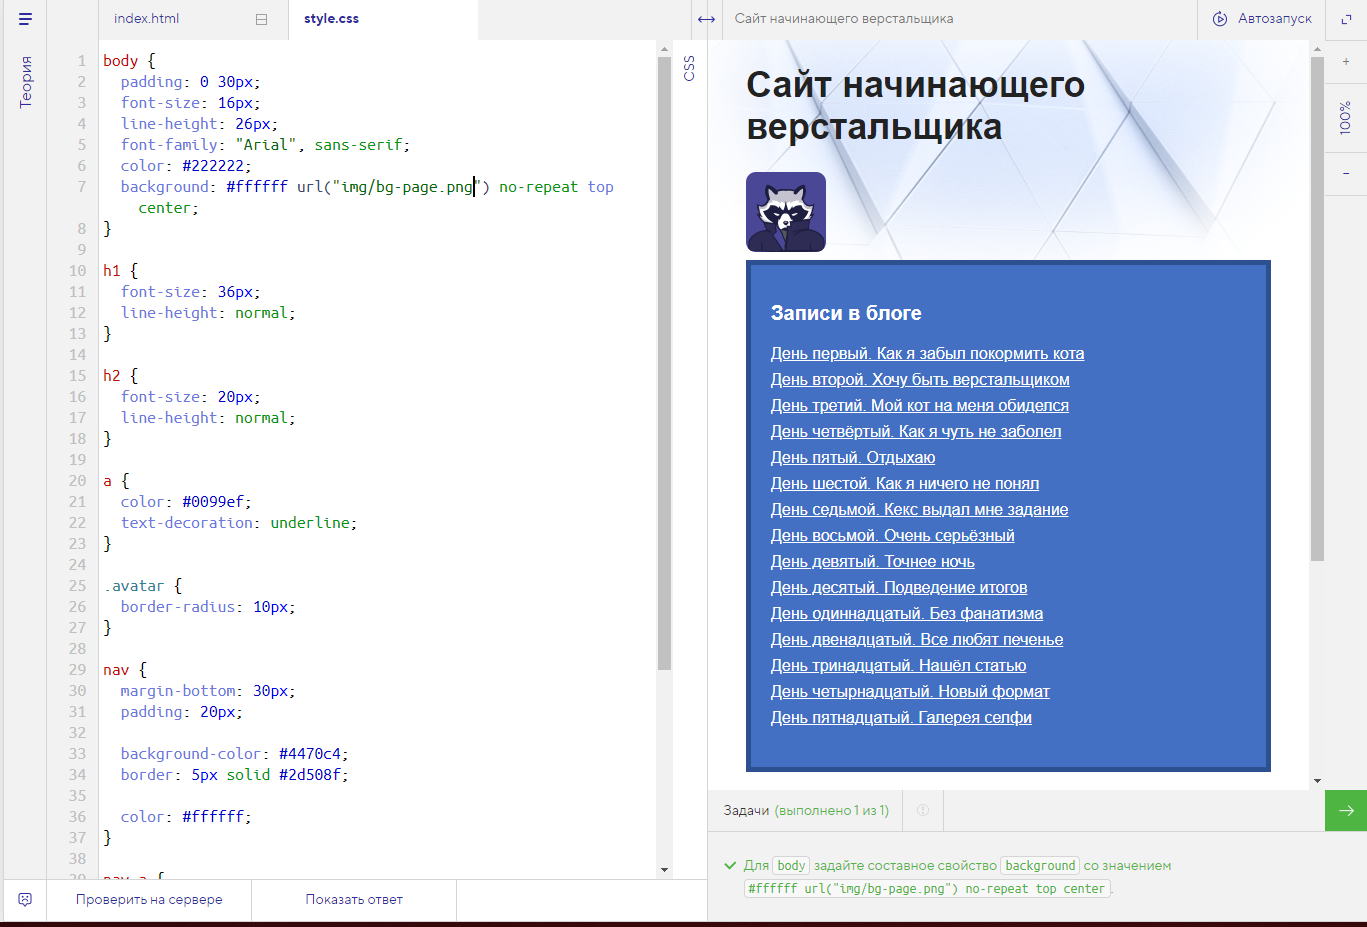 index.html
style.css
Сайт начинающего верстальщика
Автозапуск
Теория
1 body {
2 padding: 0 30px;
3 font-size: 16px;
4 line-height: 26px;
5 font-family: "Arial", sans-serif;
6 color: #222222;
7 background: #ffffff url("img/bg-page.png") no-repeat top
center;
8 }
9
10 h1 {
11 font-size: 36px;
12 line-height: normal;
13 }
14
15 h2 {
16 font-size: 20px;
17 line-height: normal;
18 }
19
20 a {
21 color: #0099ef;
22 text-decoration: underline;
23 }
24
25 .avatar {
26 border-radius: 10px;
27 }
28
29 nav {
30 margin-bottom: 30px;
31 padding: 20px;
32
33 background-color: #4470c4;
34 border: 5px solid #2d508f;
35
36 color: #ffffff;
37 }
38
39 nav a {
CSS
Сайт начинающего
верстальщика
Записи в блоге
День первый. Как я забыл покормить кота
День второй. Хочу быть верстальщиком
День третий. Мой кот на меня обиделся
День четвёртый. Как я чуть не заболел
День пятый. Отдыхаю
День шестой. Как я ничего не понял
День седьмой. Кекс выдал мне задание
День восьмой. Очень серьёзный
День девятый. Точнее ночь
День десятый. Подведение итогов
День одиннадцатый. Без фанатизма
День двенадцатый. Все любят печенье
День тринадцатый. Нашёл статью
День четырнадцатый. Новый формат
День пятнадцатый. Галерея селфи
+
100%
−
Задачи (выполнено 1 из 1)
Для body задайте составное свойство background со значением
#ffffff url("img/bg-page.png") no-repeat top center.
Проверить на сервере
Показать ответ